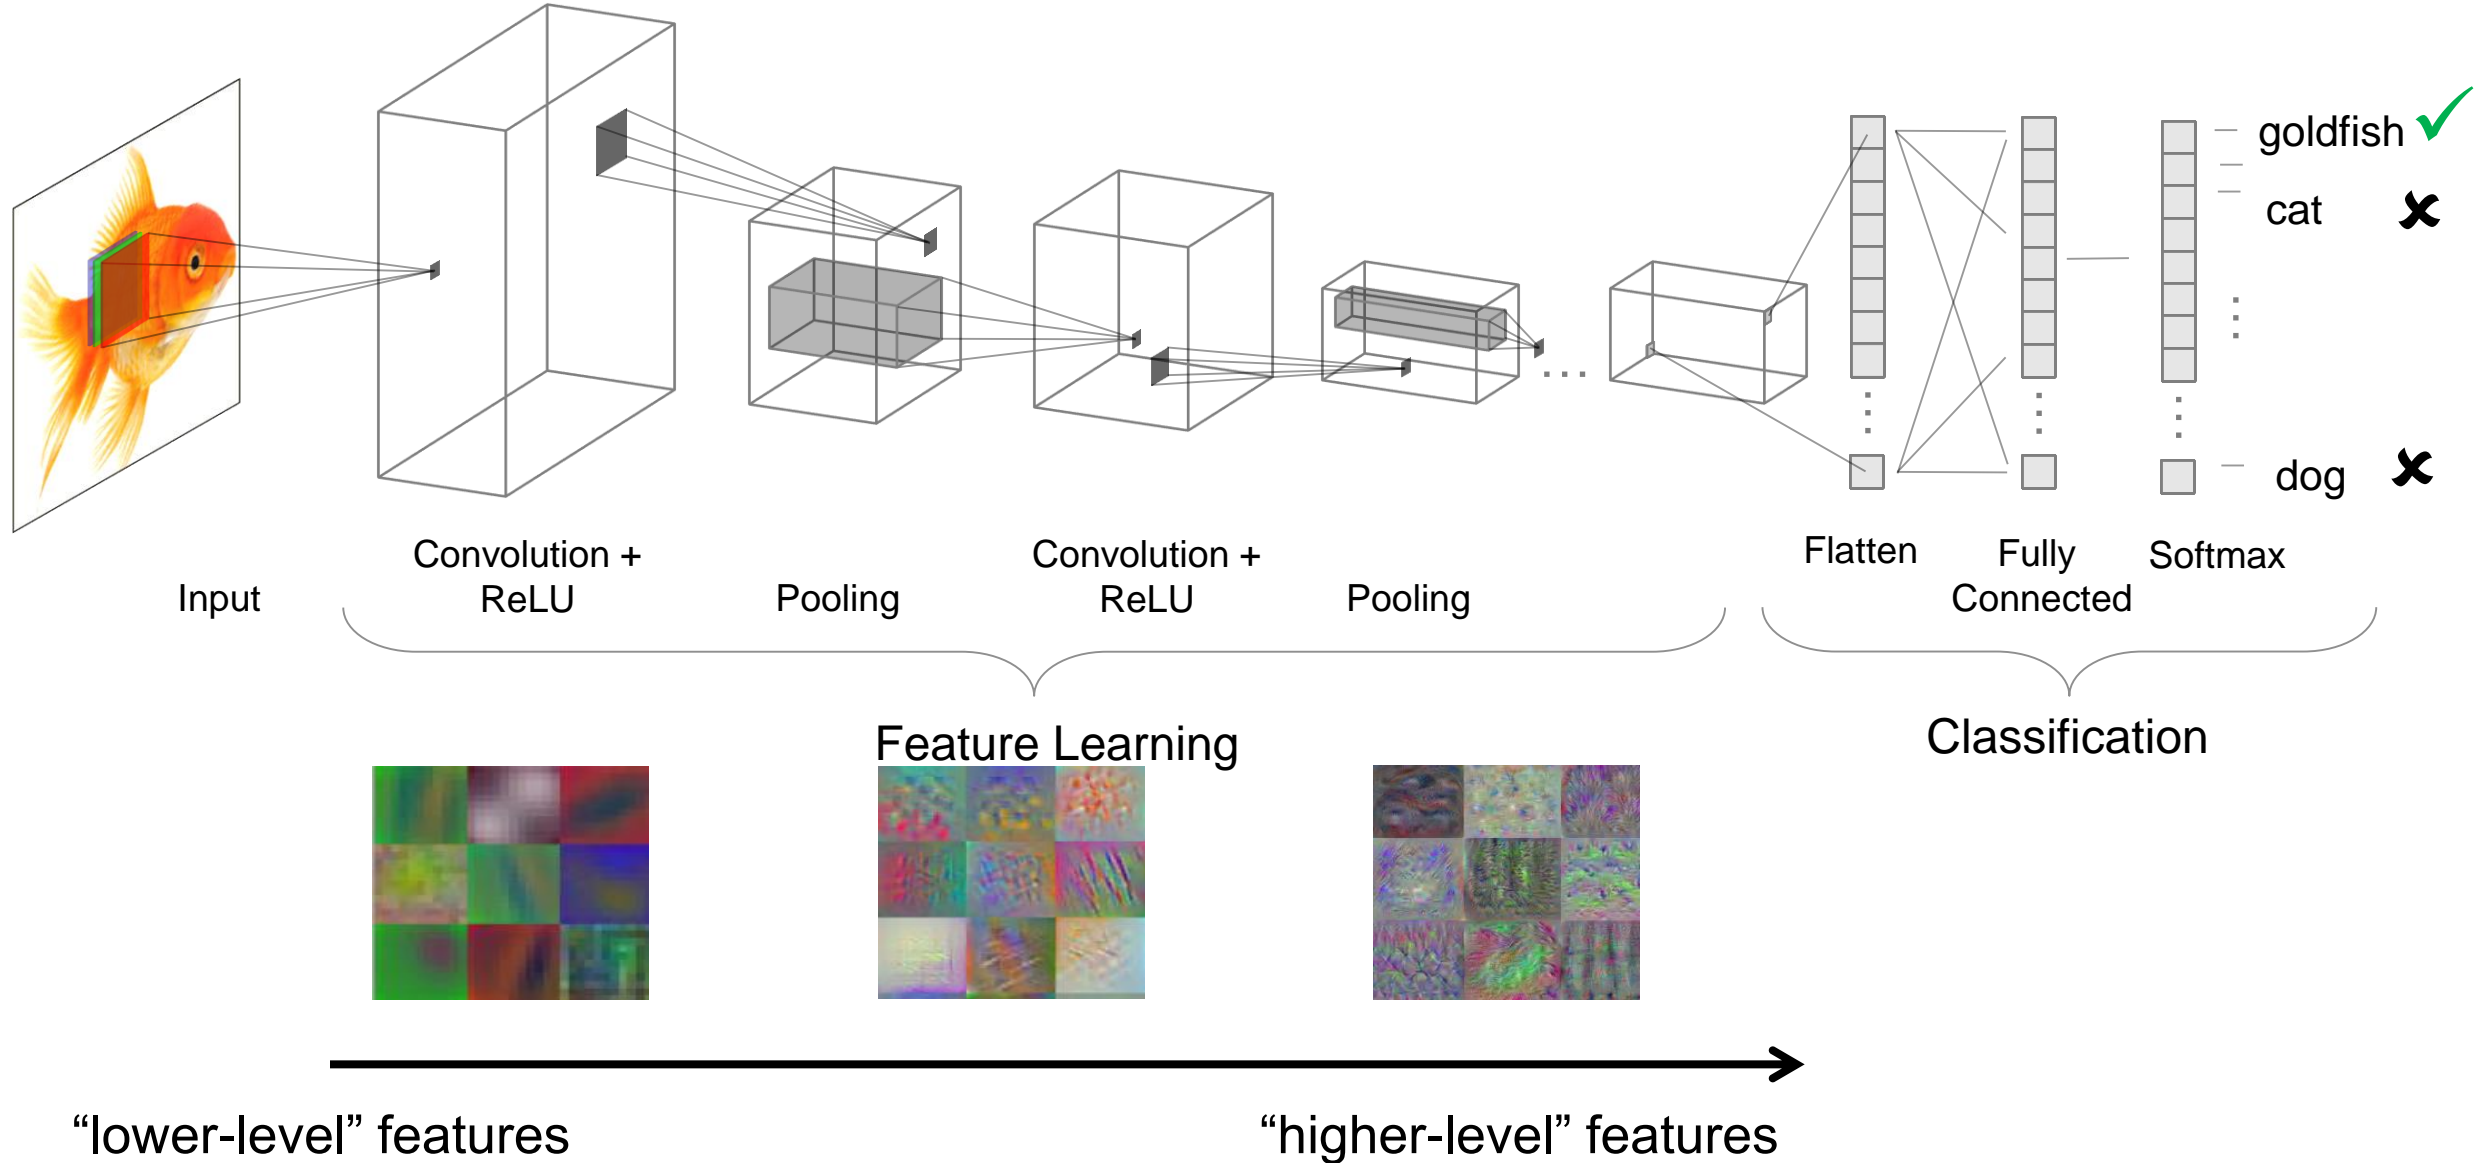 goldfish
cat
dog
Input
Convolution +
ReLU
Pooling
Convolution +
ReLU
Pooling
Flatten
Fully
Connected
Softmax
Feature Learning
Classification
“lower-level” features
“higher-level” features